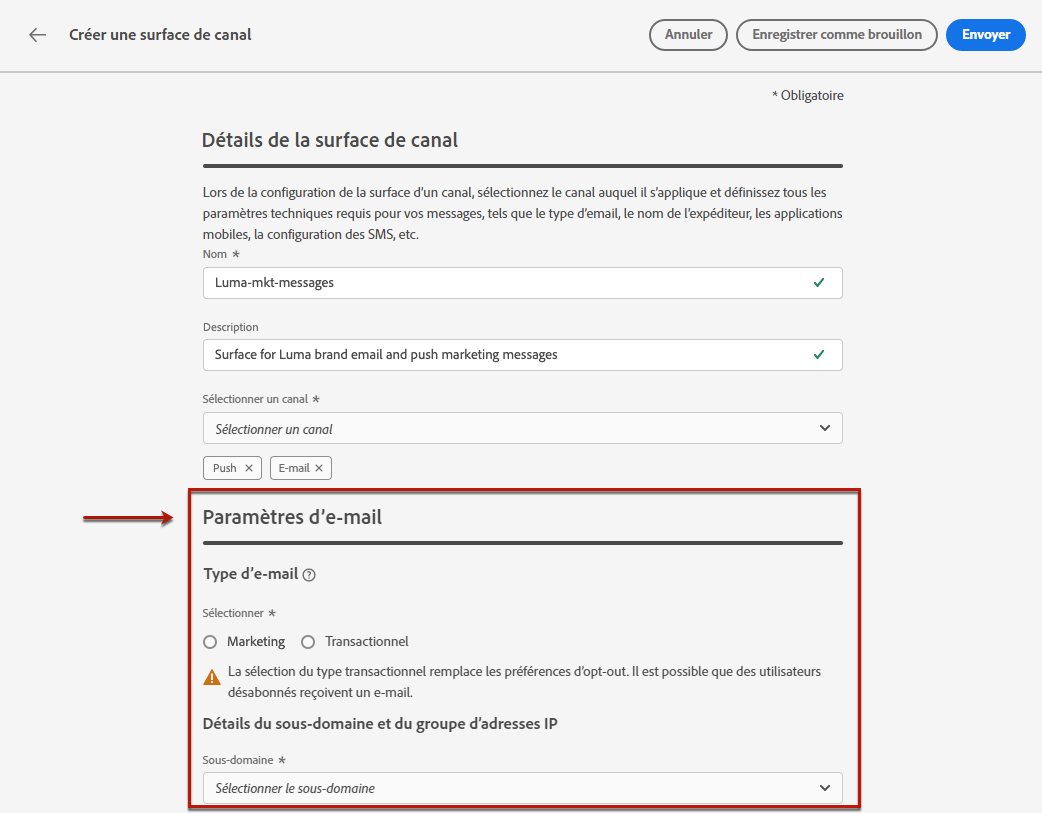 Créer une surface de canal
Annuler
Enregistrer comme brouillon
Envoyer
* Obligatoire
Détails de la surface de canal
Lors de la configuration de la surface d’un canal, sélectionnez le canal auquel il s’applique et définissez tous les
paramètres techniques requis pour vos messages, tels que le type d’email, le nom de l’expéditeur, les applications
mobiles, la configuration des SMS, etc.
Nom *
Luma-mkt-messages
Description
Surface for Luma brand email and push marketing messages
Sélectionner un canal *
Sélectionner un canal
Push
E-mail
Paramètres d’e-mail
Type d’e-mail
Sélectionner *
Marketing
Transactionnel
La sélection du type transactionnel remplace les préférences d’opt-out. Il est possible que des utilisateurs
désabonnés reçoivent un e-mail.
Détails du sous-domaine et du groupe d’adresses IP
Sous-domaine *
Sélectionner le sous-domaine